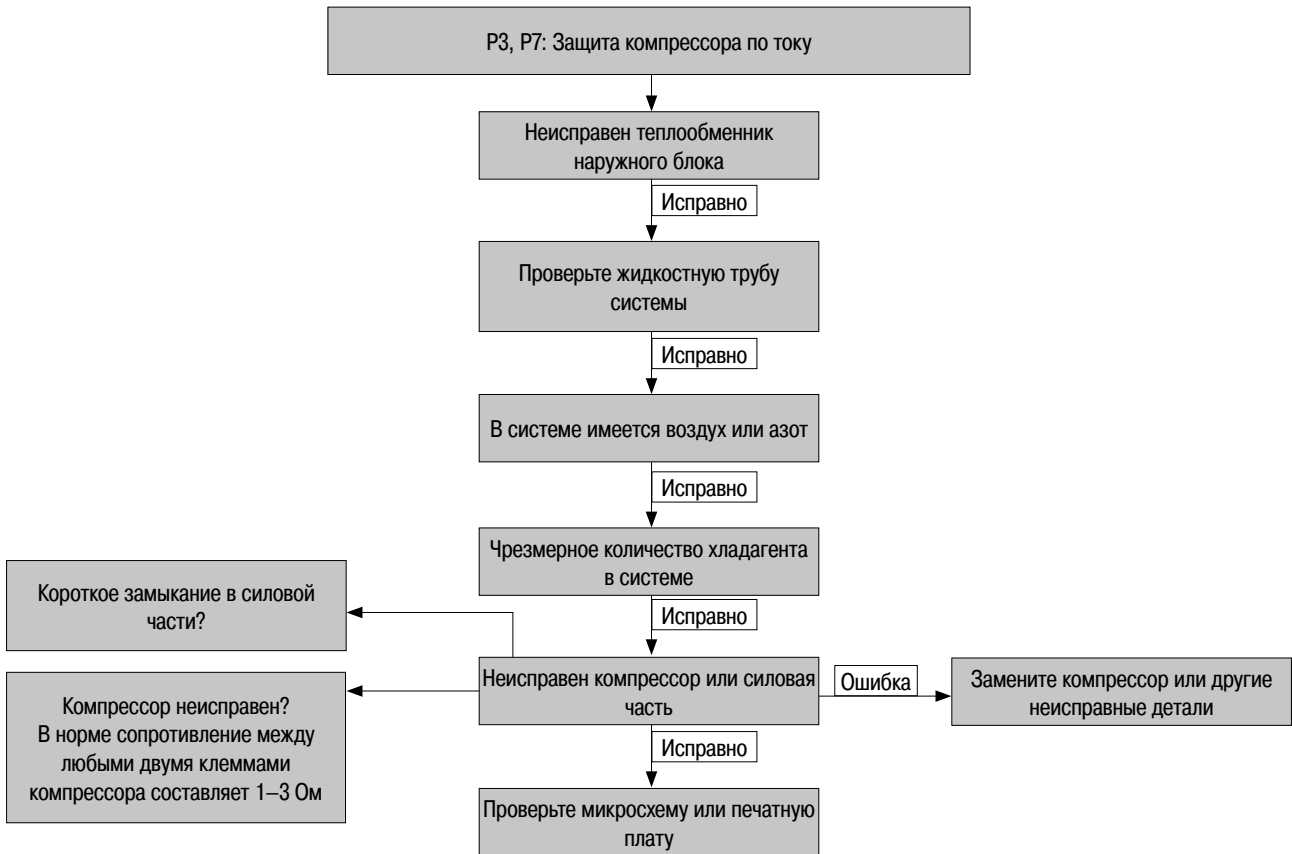 P3, P7: Защита компрессора по току
Неисправен теплообменник
наружного блока
Исправно
Проверьте жидкостную трубу
системы
Исправно
В системе имеется воздух или азот
Исправно
Чрезмерное количество хладагента
в системе
Исправно
Короткое замыкание в силовой
части?
Неисправен компрессор или силовая
часть
Ошибка
Замените компрессор или другие
неисправные детали
Компрессор неисправен?
В норме сопротивление между
любыми двумя клеммами
компрессора составляет 1–3 Ом
Исправно
Проверьте микросхему или печатную
плату